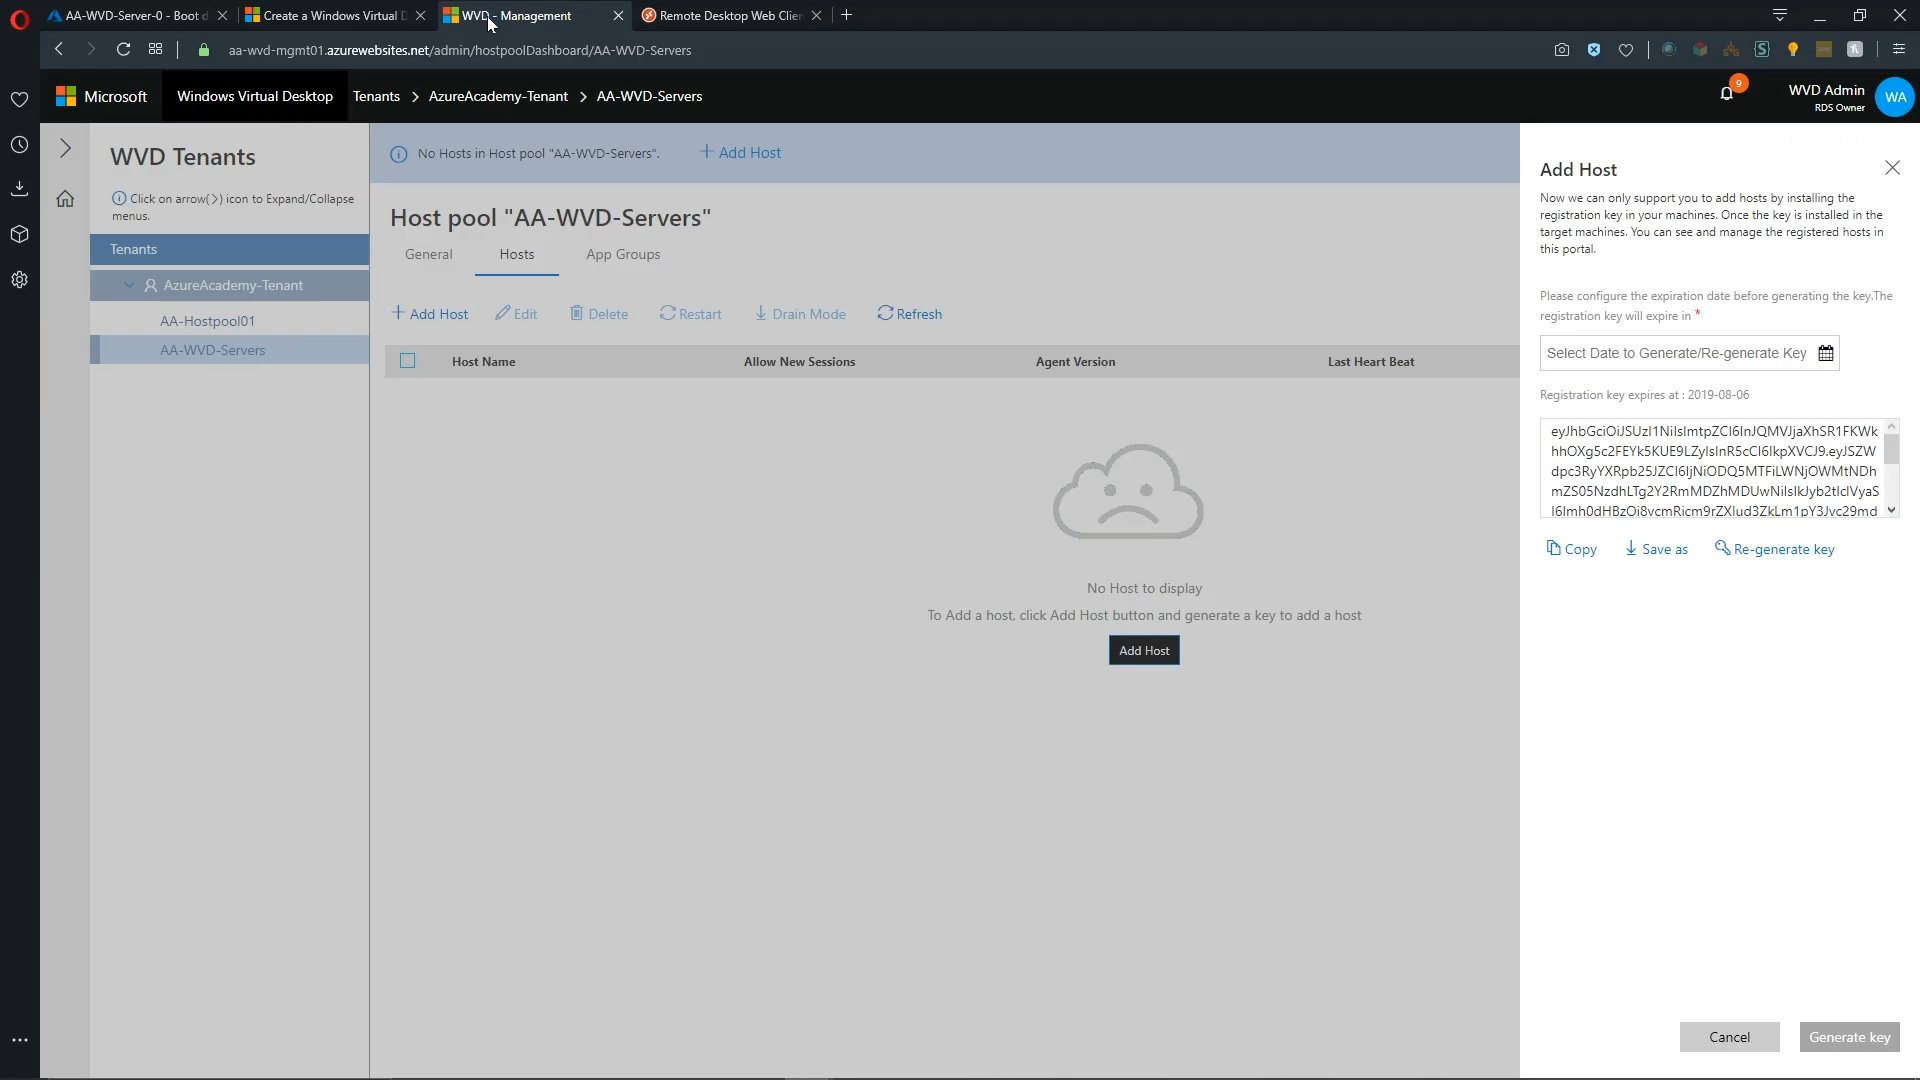 AA-WVD-Server-0 - Boot d
Create a Windows Virtual D
WVD - Management
Remote Desktop Web Clien
aa-wvd-mgmt01.azurewebsites.net/admin/hostpoolDashboard/AA-WVD-Servers
Microsoft
Windows Virtual Desktop
Tenants > AzureAcademy-Tenant > AA-WVD-Servers
9
WVD Admin
RDS Owner
WA
WVD Tenants
Click on arrow(>) icon to Expand/Collapse
menus.
Tenants
AzureAcademy-Tenant
AA-Hostpool01
AA-WVD-Servers
No Hosts in Host pool "AA-WVD-Servers".
Add Host
Host pool "AA-WVD-Servers"
General
Hosts
App Groups
Add Host
Edit
Delete
Restart
Drain Mode
Refresh
Host Name
Allow New Sessions
Agent Version
Last Heart Beat
No Host to display
To Add a host, click Add Host button and generate a key to add a host
Add Host
Add Host
Now we can only support you to add hosts by installing the
registration key in your machines. Once the key is installed in the
target machines. You can see and manage the registered hosts in
this portal.
Please configure the expiration date before generating the key.The
registration key will expire in *
Select Date to Generate/Re-generate Key
Registration key expires at : 2019-08-06
Copy
Save as
Re-generate key
Cancel
Generate key